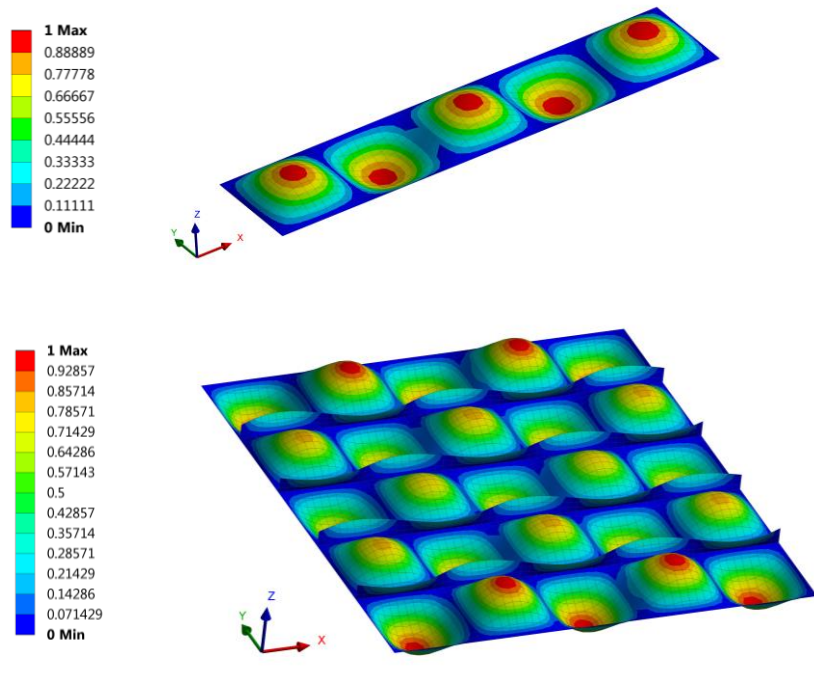 1 Max
0.88889
0.77778
0.66667
0.55556
0.44444
0.33333
0.22222
0.11111
0 Min
Z
Y
X
1 Max
0.92857
0.85714
0.78571
0.71429
0.64286
0.57143
0.5
0.42857
0.35714
0.28571
0.21429
0.14286
0.071429
0 Min
Z
Y
X